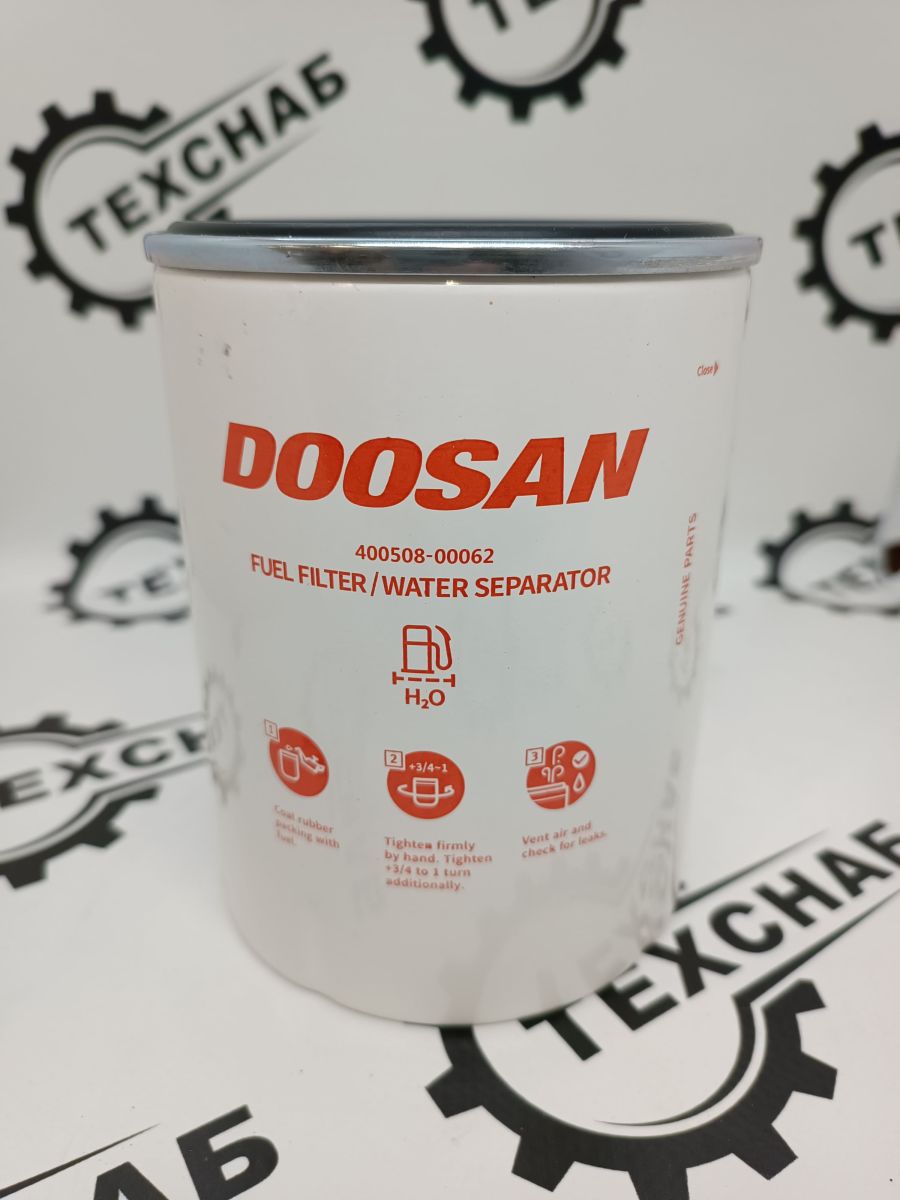 ТЕХСНАБ
Close
DOOSAN
400508-00062
FUEL FILTER/WATER SEPARATOR
GENUINE PARTS
H₂O
1
Coat rubber
packing with
fuel.
2
+3/4~1
Tighten firmly
by hand. Tighten
+3/4 to 1 turn
additionally.
3
Vent air and
check for leaks.
ТЕХСНАБ